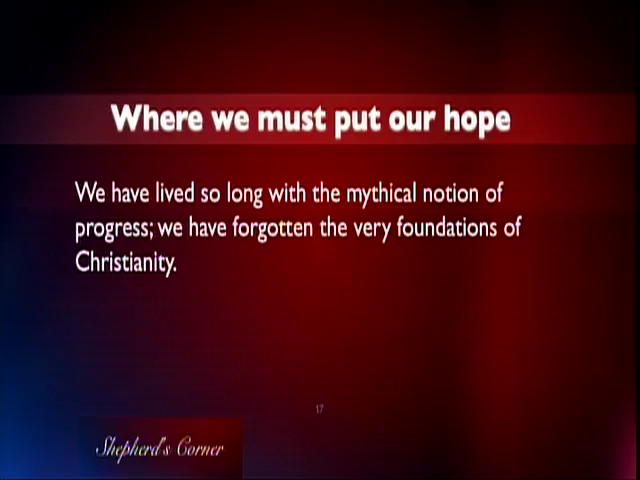 Where we must put our hope
We have lived so long with the mythical notion of
progress; we have forgotten the very foundations of
Christianity.
17
Shepherd's Corner